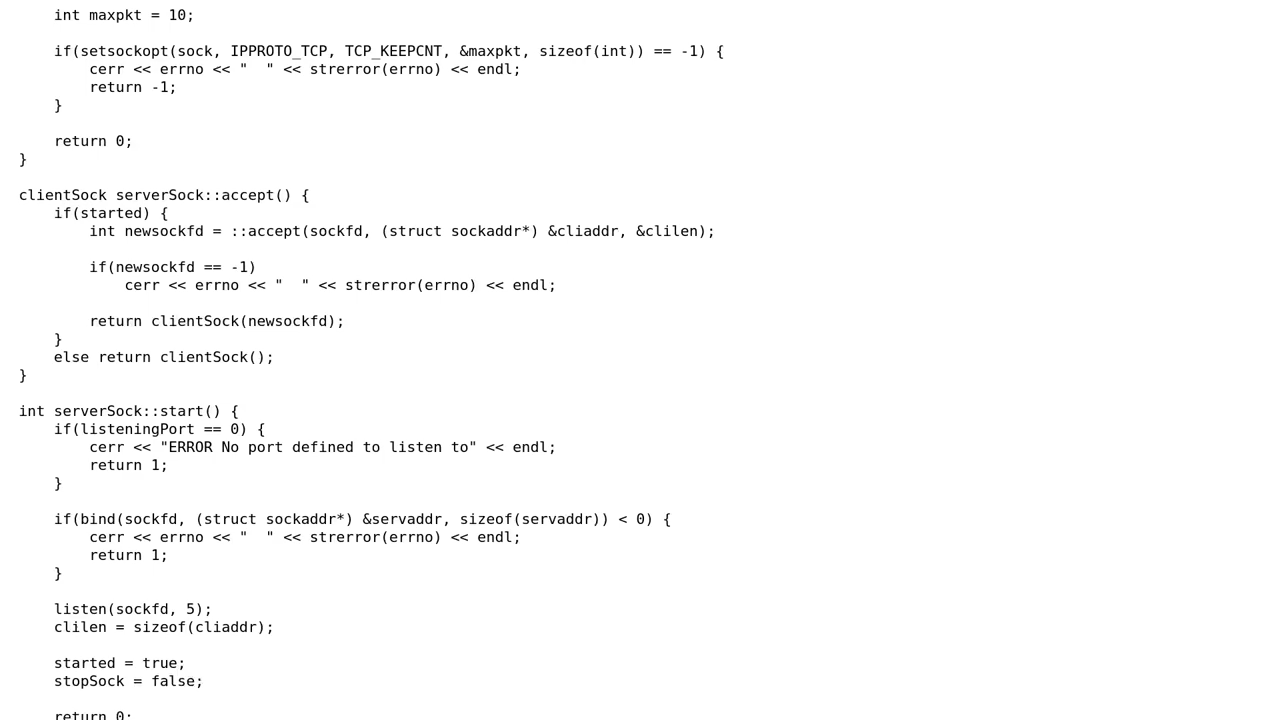 int maxpkt = 10;

    if(setsockopt(sock, IPPROTO_TCP, TCP_KEEPCNT, &maxpkt, sizeof(int)) == -1) {
        cerr << errno << "  " << strerror(errno) << endl;
        return -1;
    }

    return 0;
}

clientSock serverSock::accept() {
    if(started) {
        int newsockfd = ::accept(sockfd, (struct sockaddr*) &cliaddr, &clilen);

        if(newsockfd == -1)
            cerr << errno << "  " << strerror(errno) << endl;

        return clientSock(newsockfd);
    }
    else return clientSock();
}

int serverSock::start() {
    if(listeningPort == 0) {
        cerr << "ERROR No port defined to listen to" << endl;
        return 1;
    }

    if(bind(sockfd, (struct sockaddr*) &servaddr, sizeof(servaddr)) < 0) {
        cerr << errno << "  " << strerror(errno) << endl;
        return 1;
    }

    listen(sockfd, 5);
    clilen = sizeof(cliaddr);

    started = true;
    stopSock = false;

    return 0;